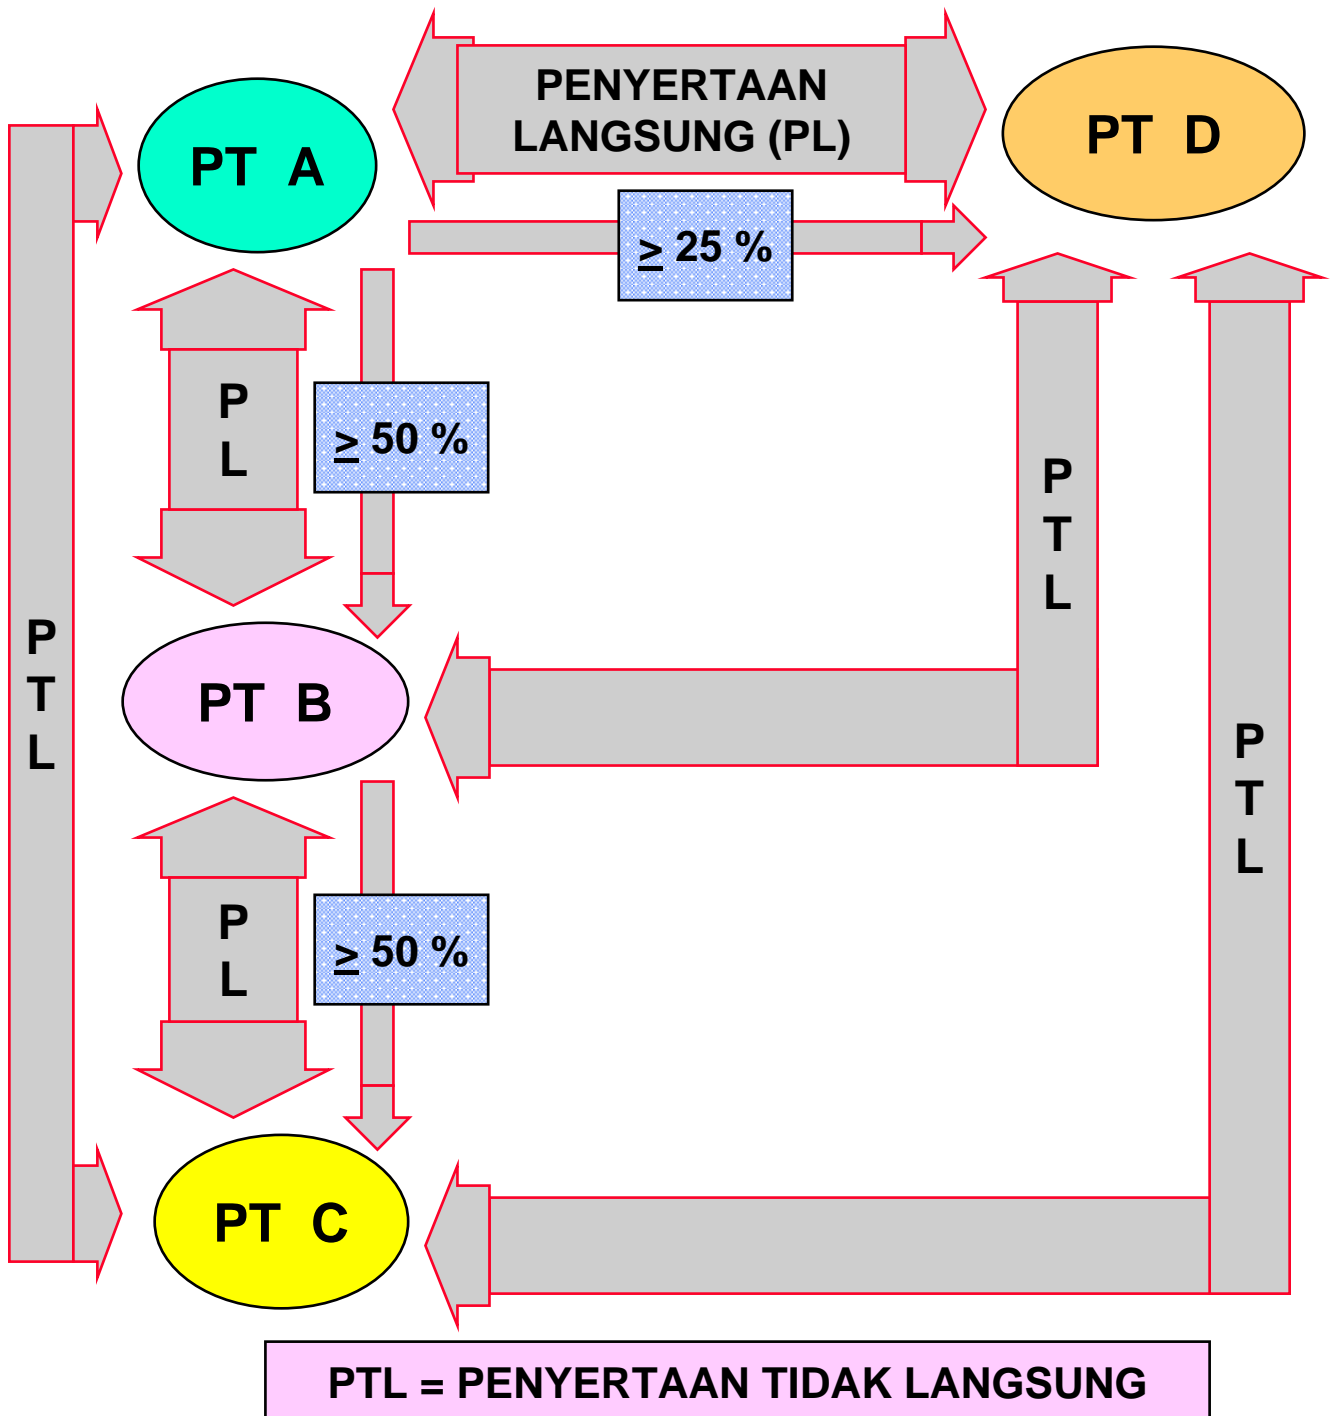 PENYERTAAN
LANGSUNG (PL)
PT A
PT D
≥ 25 %
P
L
≥ 50 %
P
T
L
P
T
L
PT B
P
T
L
P
L
≥ 50 %
PT C
PTL = PENYERTAAN TIDAK LANGSUNG